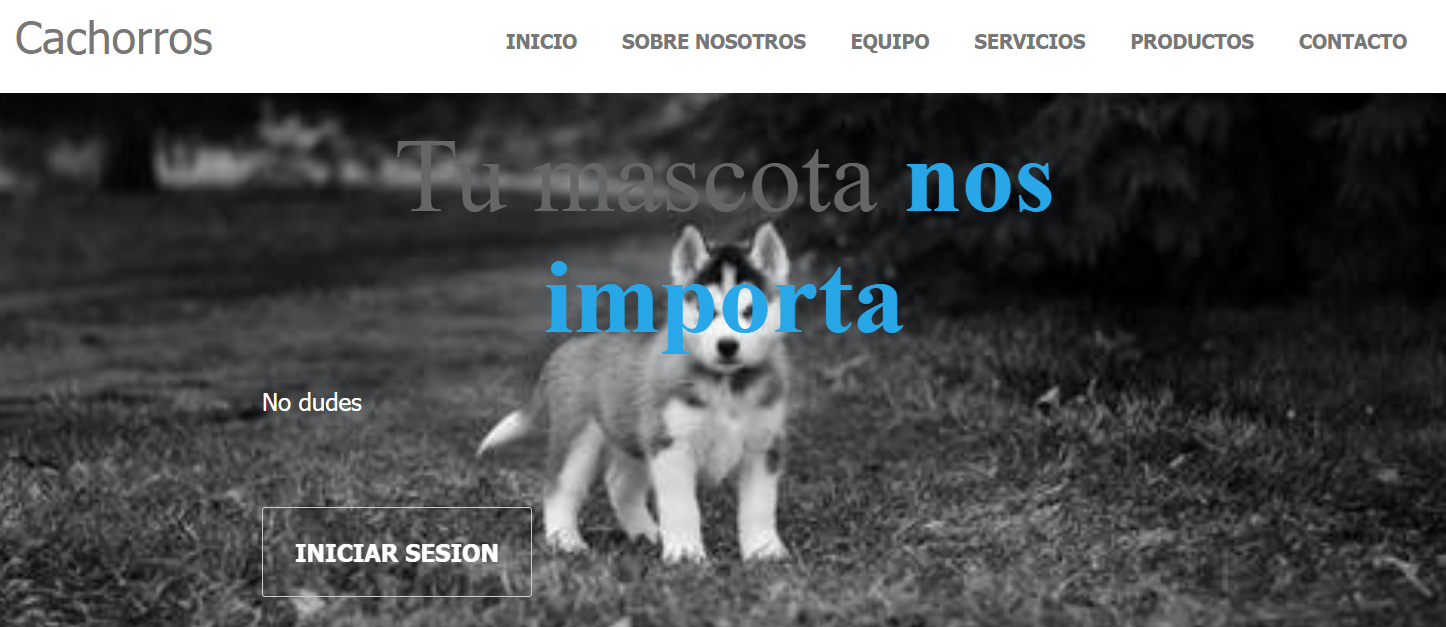 Cachorros
INICIO SOBRE NOSOTROS EQUIPO SERVICIOS PRODUCTOS CONTACTO
Tu mascota nos
importa
No dudes
INICIAR SESION